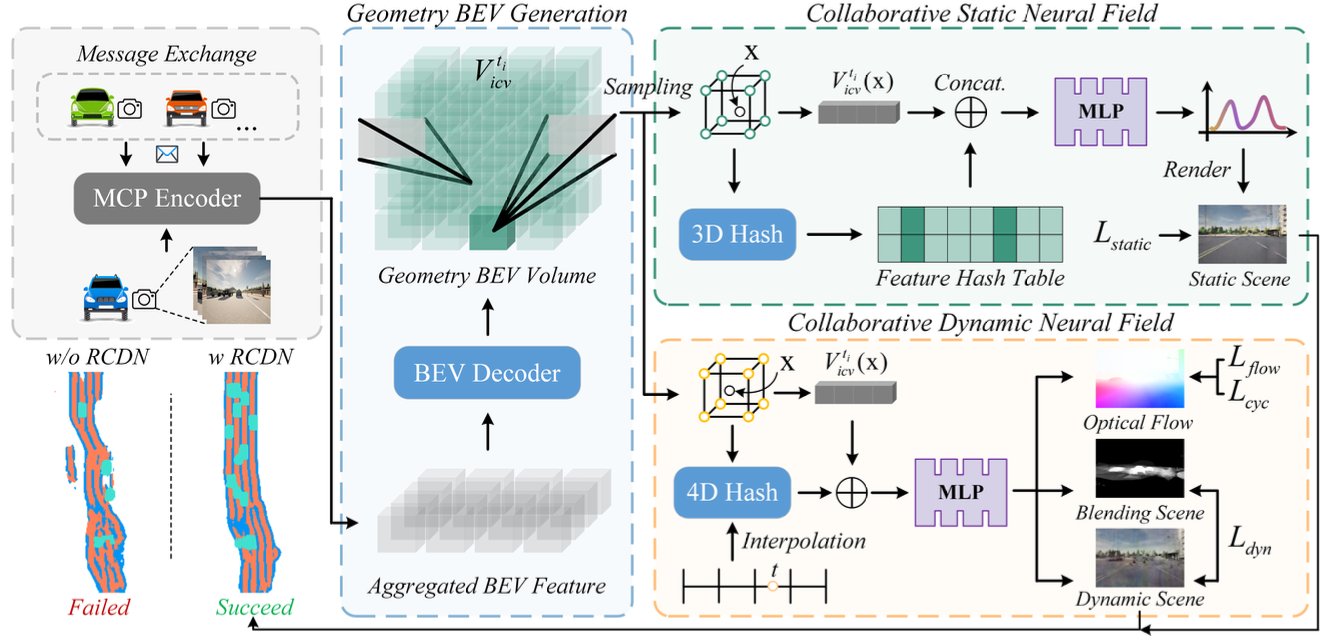 Message Exchange
...
MCP Encoder
w/o RCDN
w RCDN
Failed
Succeed
Geometry BEV Generation
V_{icv}^{t_i}
Geometry BEV Volume
BEV Decoder
Aggregated BEV Feature
Sampling
Collaborative Static Neural Field
X
V_{icv}^{t_i}(x)
Concat.
MLP
Render
3D Hash
Feature Hash Table
L_{static}
Static Scene
Collaborative Dynamic Neural Field
X
V_{icv}^{t_i}(x)
4D Hash
MLP
Interpolation
t
L_{flow}
L_{cyc}
Optical Flow
Blending Scene
L_{dyn}
Dynamic Scene